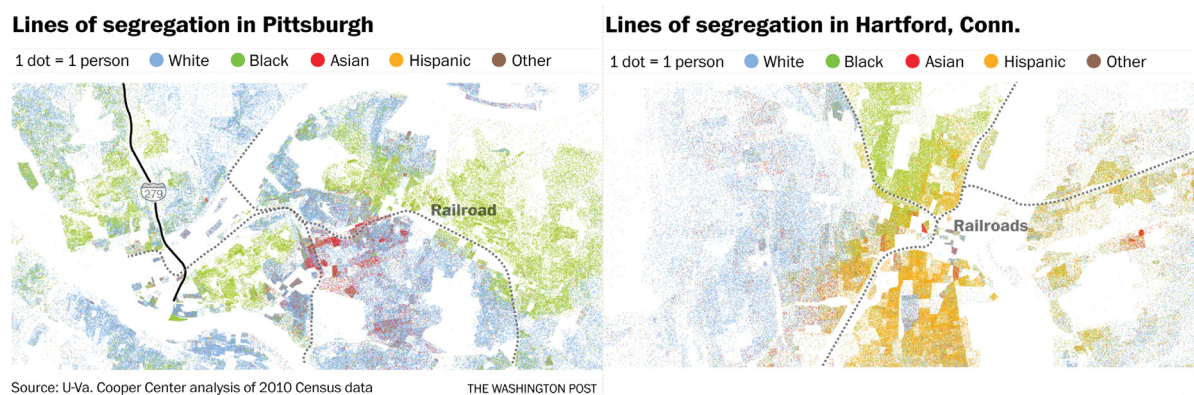 Lines of segregation in Pittsburgh
1 dot = 1 person White Black Asian Hispanic Other
279
Railroad
Source: U-Va. Cooper Center analysis of 2010 Census data
THE WASHINGTON POST
Lines of segregation in Hartford, Conn.
1 dot = 1 person White Black Asian Hispanic Other
Railroads